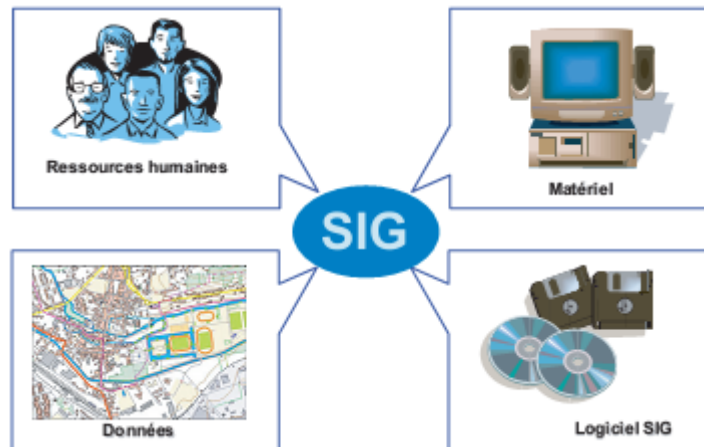 Ressources humaines
Matériel
SIG
Données
Logiciel SIG